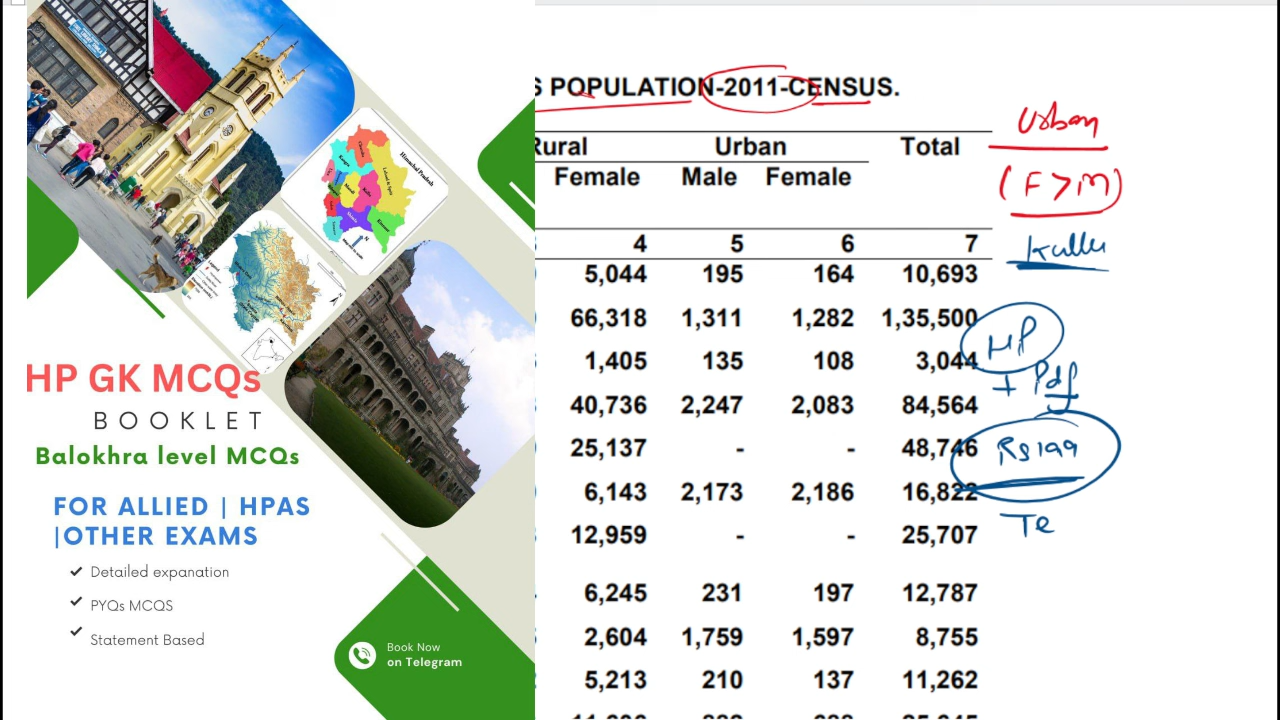 HP GK MCQs
BOOKLET
Balokhra level MCQs
FOR ALLIED | HPAS
|OTHER EXAMS
Detailed expanation
PYQs MCQS
Statement Based
Book Now
on Telegram
Himachal Pradesh
S POPULATION-2011-CENSUS.
Rural Urban Total
Female Male Female
4 5 6 7
5,044 195 164 10,693
66,318 1,311 1,282 1,35,500
1,405 135 108 3,044
40,736 2,247 2,083 84,564
25,137 - - 48,746
6,143 2,173 2,186 16,822
12,959 - - 25,707
6,245 231 197 12,787
2,604 1,759 1,597 8,755
5,213 210 137 11,262
Urban
(F>M)
Kullu
HP
+ Pdf
Rs199
Te